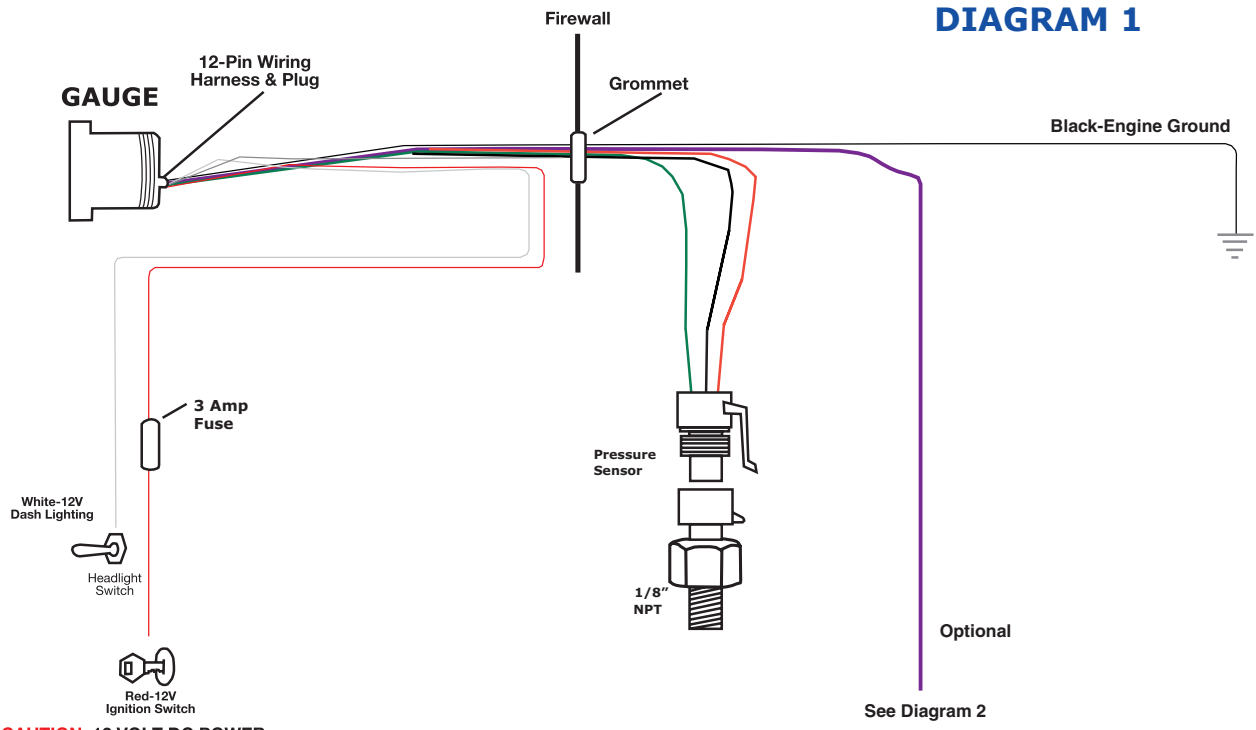 DIAGRAM 1
Firewall
12-Pin Wiring
Harness & Plug
GAUGE
Grommet
Black-Engine Ground
3 Amp
Fuse
Pressure
Sensor
White-12V
Dash Lighting
Headlight
Switch
1/8”
NPT
Optional
Red-12V
Ignition Switch
See Diagram 2